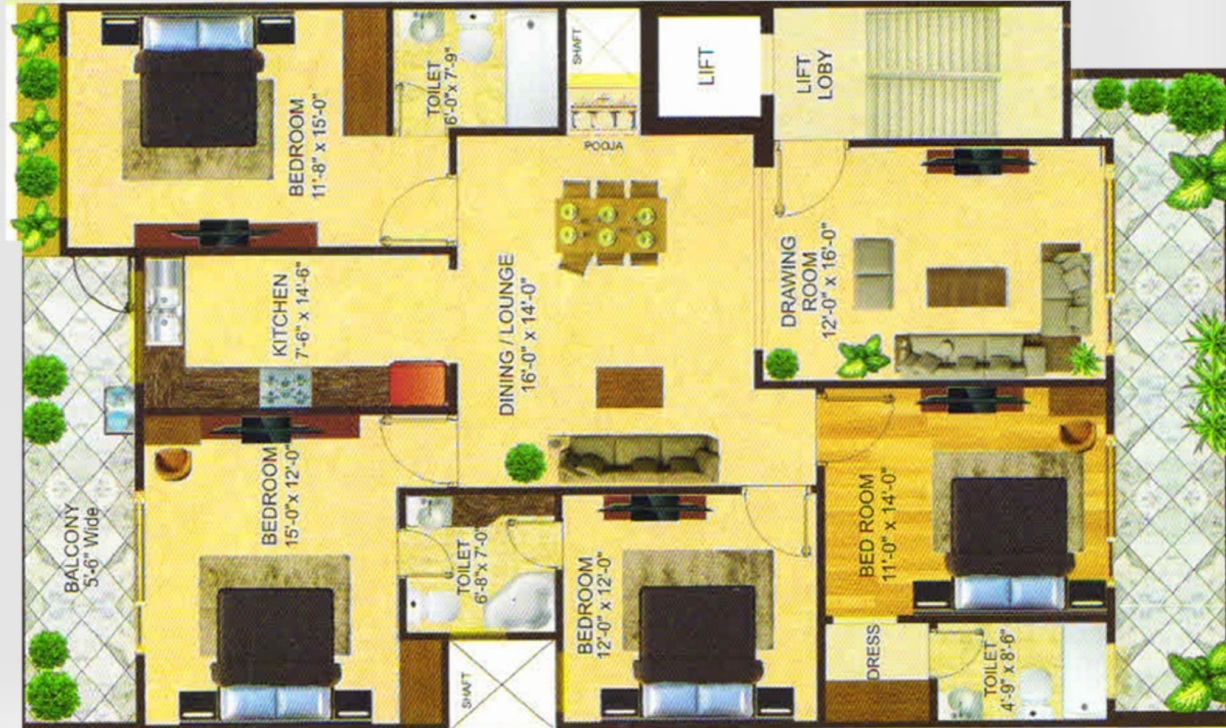 BEDROOM
11'-8" x 15'-0"
TOILET
6'-0"x 7'-9"
SHAFT
POOJA
LIFT
LIFT
LOBY
KITCHEN
7'-6" x 14'-6"
DINING / LOUNGE
16'-0" x 14'-0"
DRAWING
ROOM
12'-0" x 16'-0"
BALCONY
5'-6" Wide
BEDROOM
15'-0"x 12'-0"
TOILET
6'-8"x 7'-0"
SHAFT
BEDROOM
12'-0" x 12'-0"
BED ROOM
11'-0" x 14'-0"
DRESS
TOILET
4'-9" x 8'6"